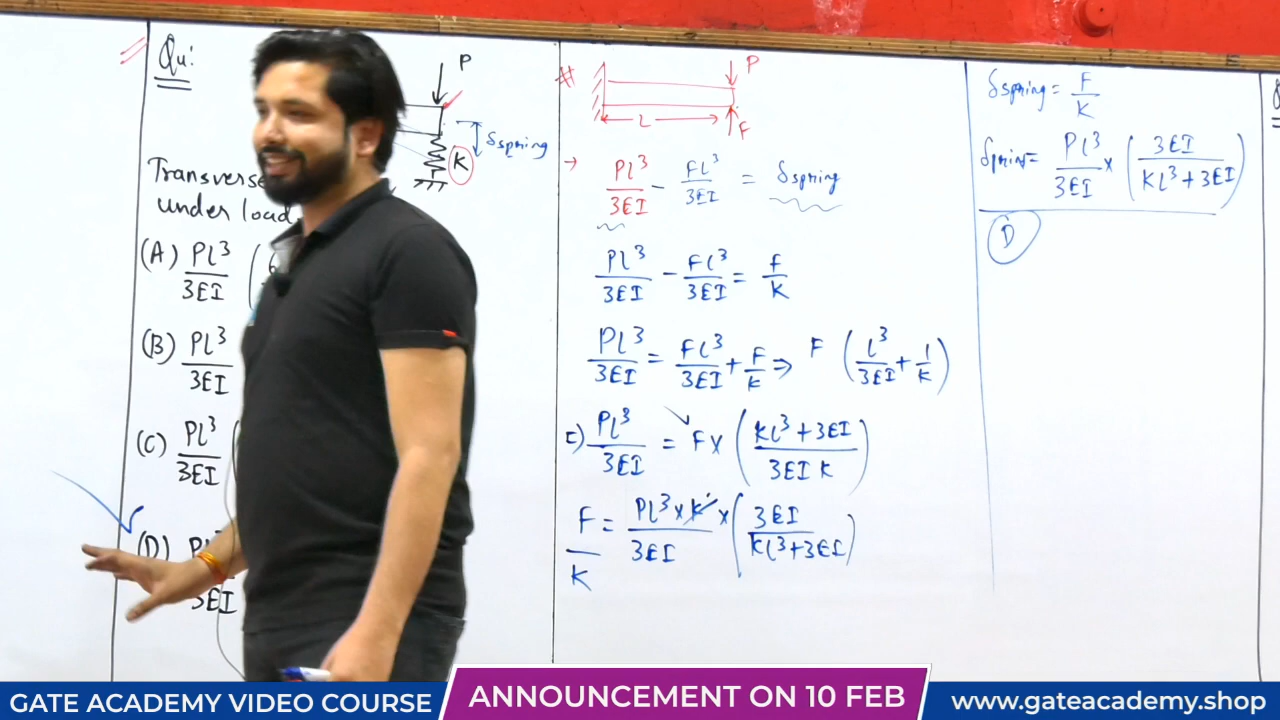 Qu:
P
δspring
K
Transverse
under load
(A) Pl³/3EI (6
(B) Pl³/3EI
(C) Pl³/3EI (
(D) Pl³/3EI
* P
L F
→ Pl³/3EI - Fl³/3EI = δspring
Pl³/3EI - Fl³/3EI = F/K
Pl³/3EI = Fl³/3EI + F/K ⇒ F (l³/3EI + 1/K)
⇒) Pl³/3EI = F× (Kl³+3EI/3EI K)
F/K = Pl³×K/3EI × (3EI/Kl³+3EI)
δspring = F/K
δspring = Pl³/3EI × (3EI/Kl³+3EI)
D
GATE ACADEMY VIDEO COURSE
ANNOUNCEMENT ON 10 FEB
www.gateacademy.shop